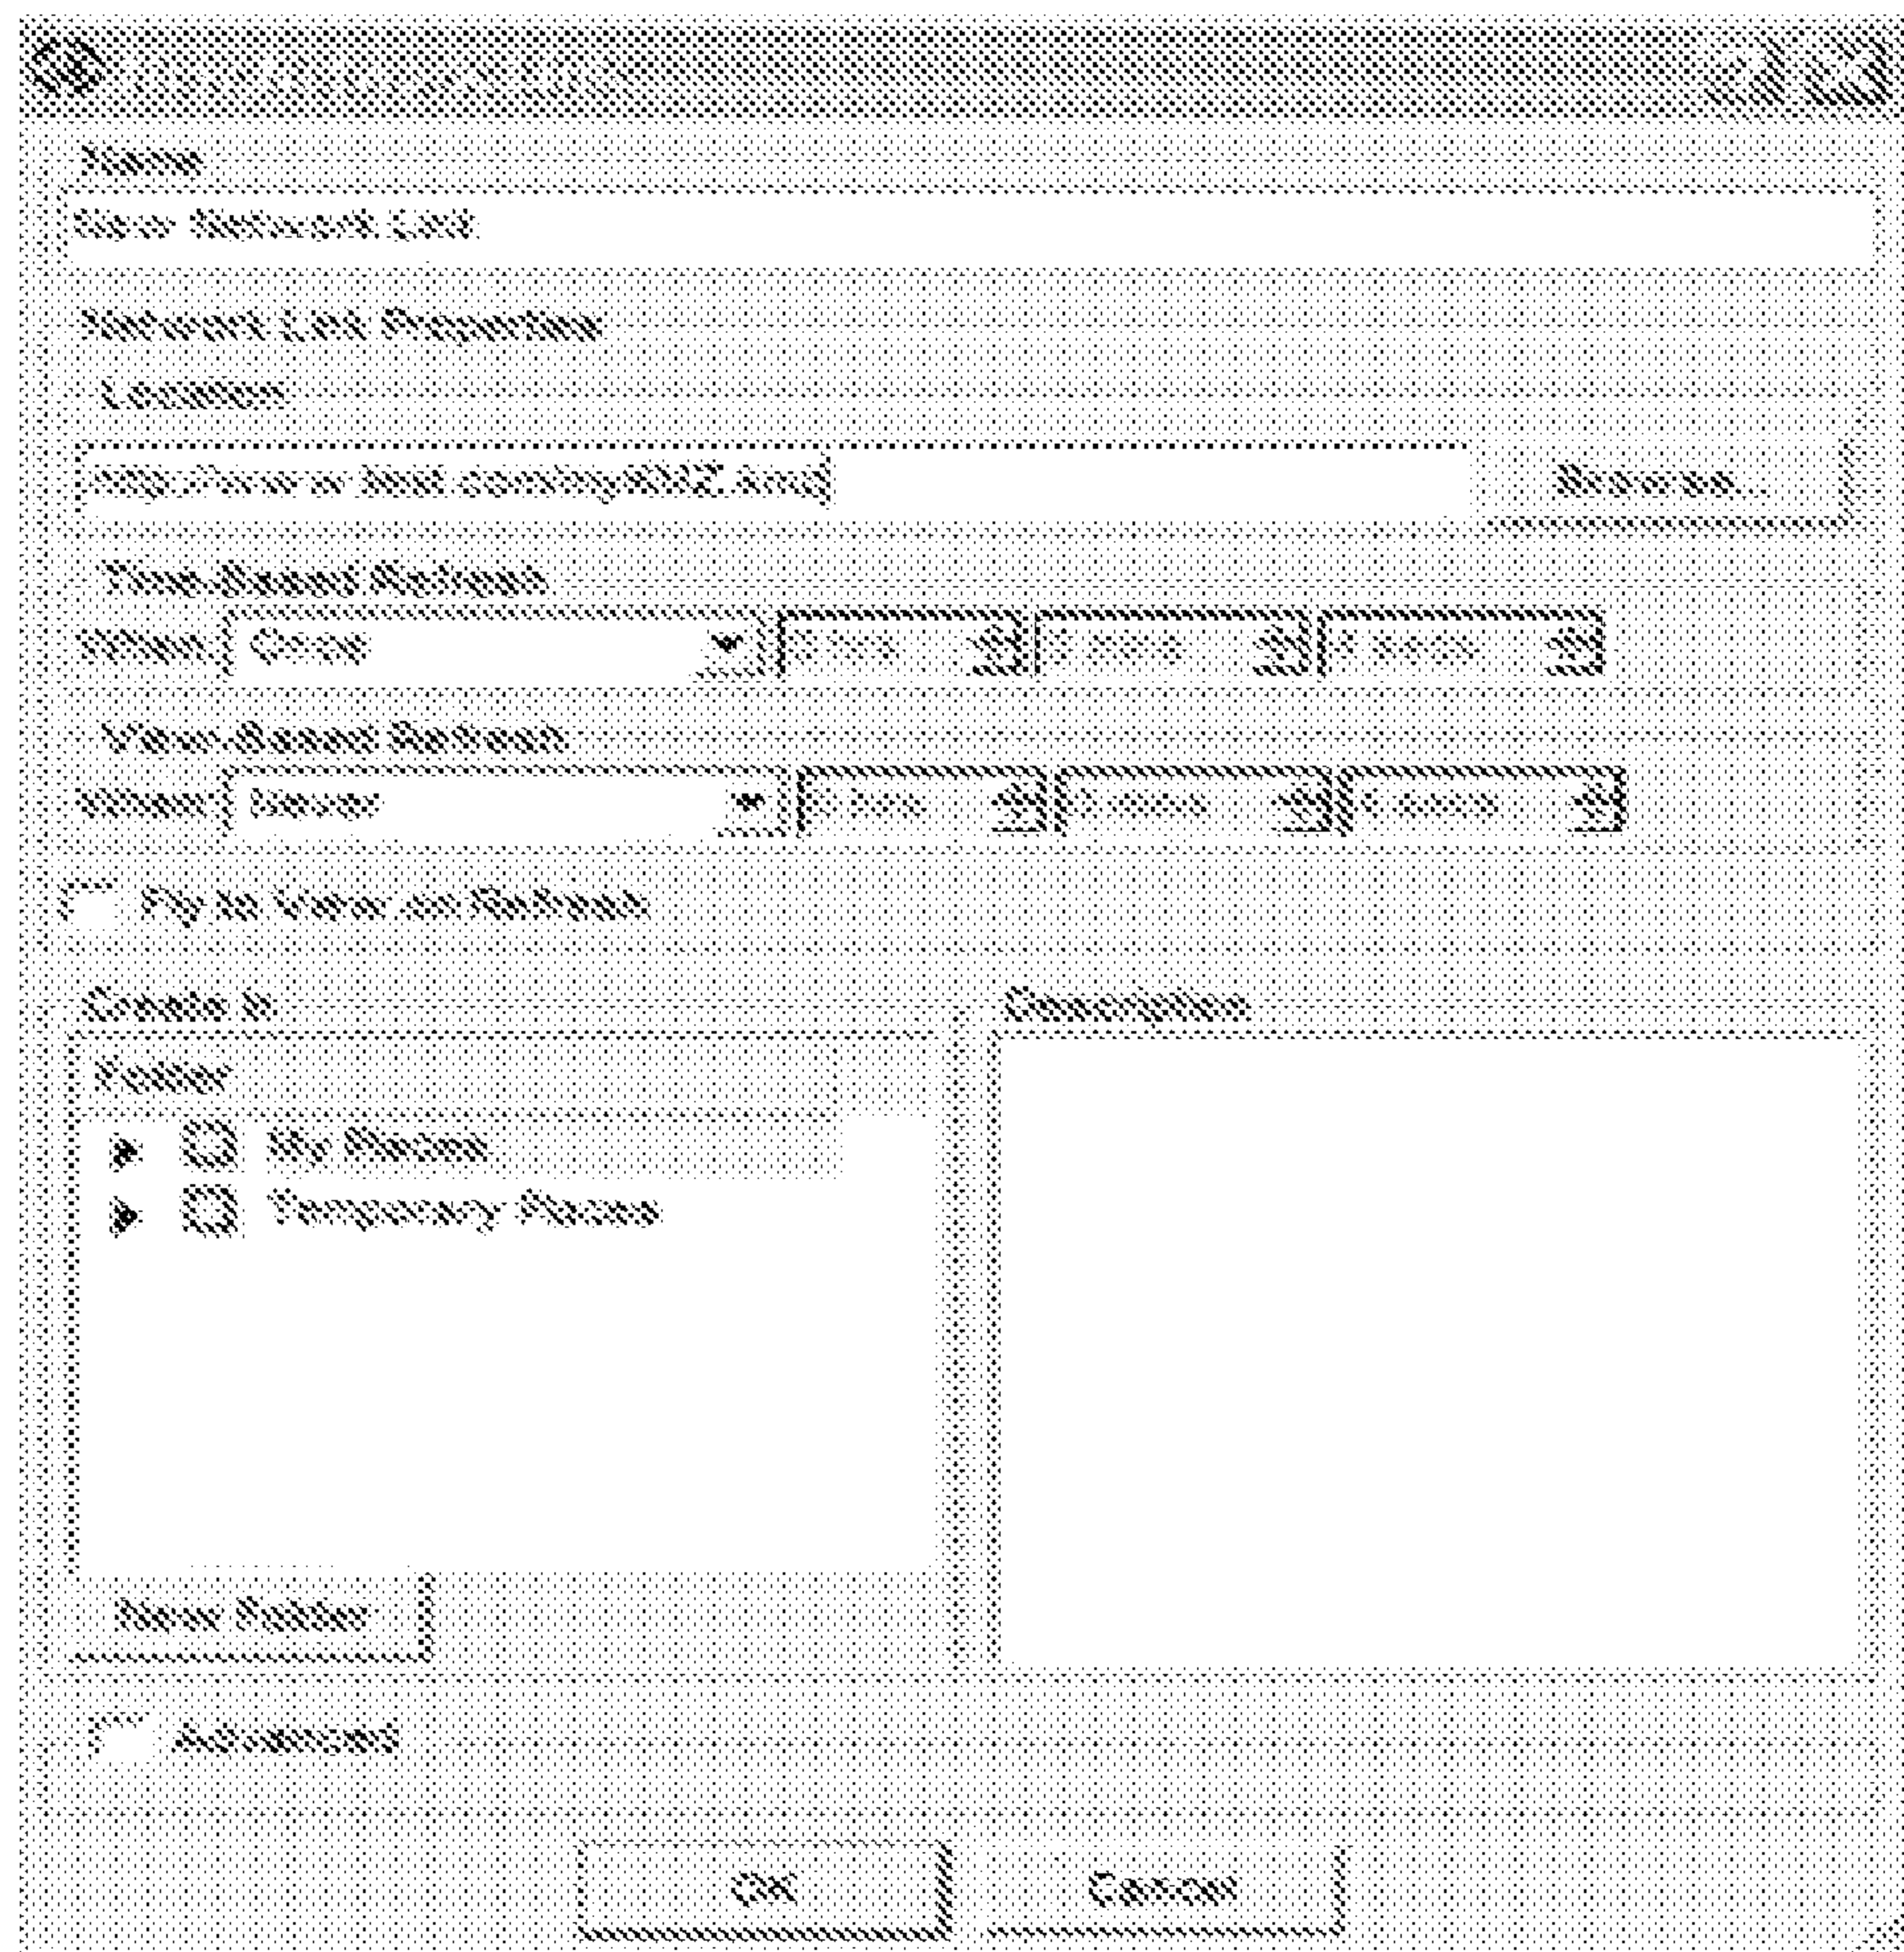 Name
New Network Link
Network Link Properties
Location
Browse...
Time-Based Refresh
When: Once
View-Based Refresh
When: Never
Fly to View on Refresh
Create in
Description
Folder
My Places
Temporary Places
New Folder
Advanced
OK
Cancel